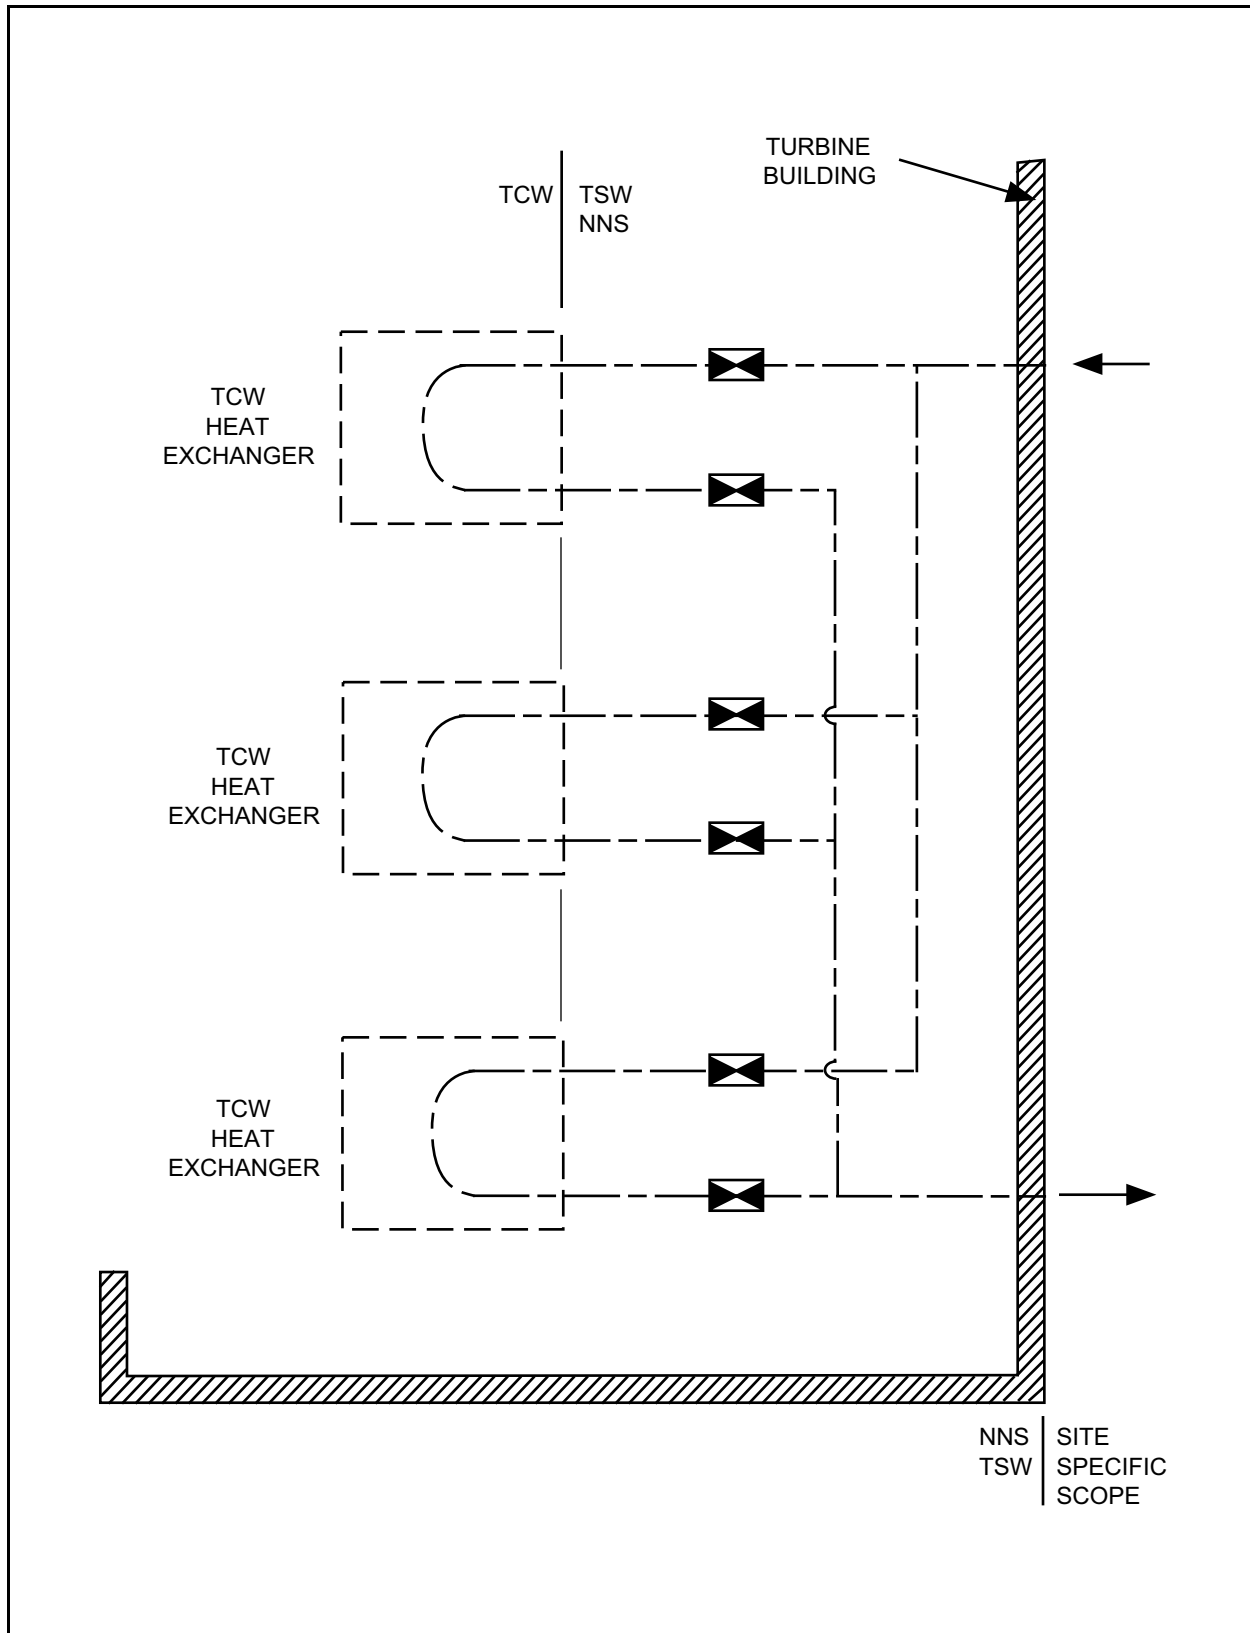 TURBINE
BUILDING
TCW
TSW
NNS
TCW
HEAT
EXCHANGER
TCW
HEAT
EXCHANGER
TCW
HEAT
EXCHANGER
NNS
TSW
SITE
SPECIFIC
SCOPE